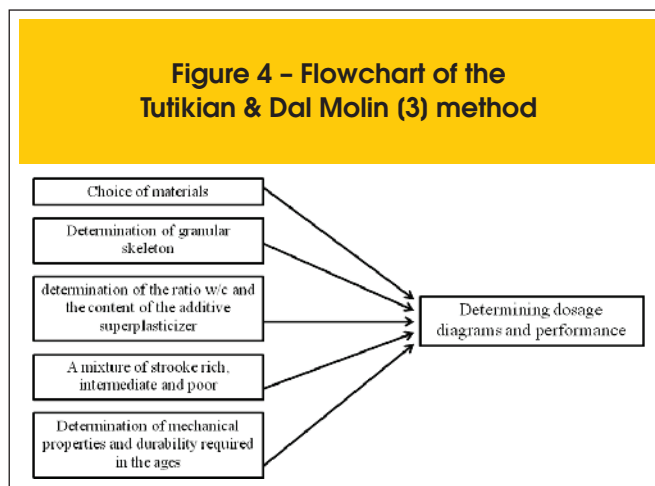 Figure 4 – Flowchart of the
Tutikian & Dal Molin (3) method
Choice of materials
Determination of granular
skeleton
determination of the ratio w/c and
the content of the additive
superplasticizer
A mixture of strooke rich,
intermediate and poor
Determination of mechanical
properties and durability required
in the ages
Determining dosage
diagrams and performance